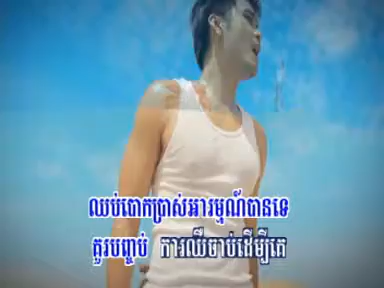 ឈប់បោកប្រាស់អារម្មណ៍បានទេ
គួរបញ្ចប់ ការឈឺចាប់ដើម្បីគេ